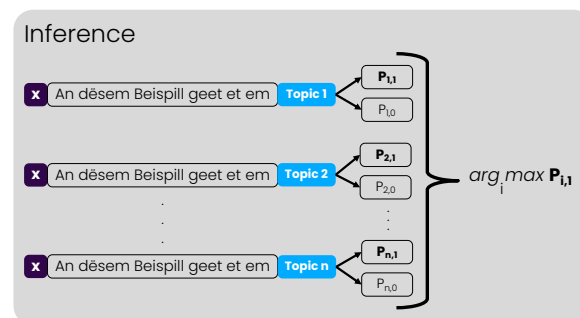 Inference
x An dësem Beispill geet et em Topic 1
P1,1
P1,0
x An dësem Beispill geet et em Topic 2
P2,1
P2,0
arg i max Pi,1
x An dësem Beispill geet et em Topic n
Pn,1
Pn,0